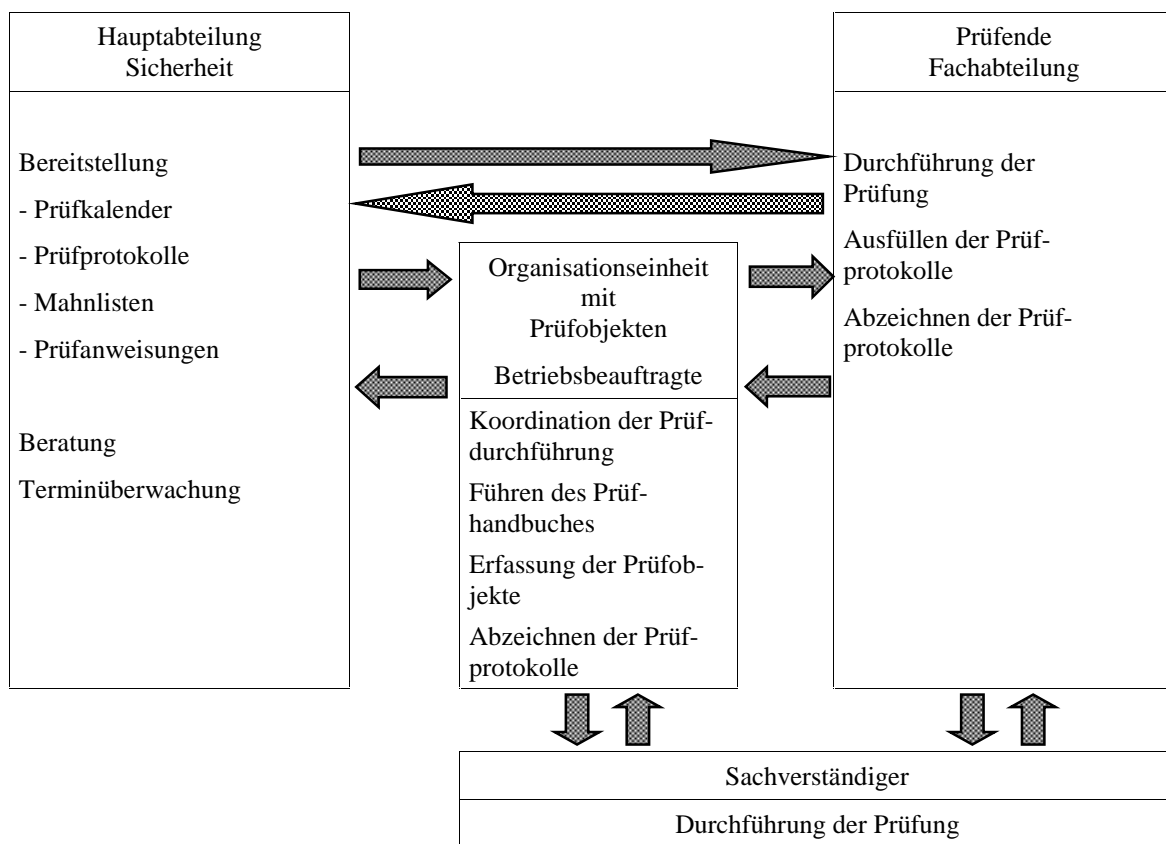 Hauptabteilung
Sicherheit
Bereitstellung
- Prüfkalender
- Prüfprotokolle
- Mahnlisten
- Prüfanweisungen
Beratung
Terminüberwachung
Organisationseinheit
mit
Prüfobjekten
Betriebsbeauftragte
Koordination der Prüf-
durchführung
Führen des Prüf-
handbuches
Erfassung der Prüfob-
jekte
Abzeichnen der Prüf-
protokolle
Prüfende
Fachabteilung
Durchführung der
Prüfung
Ausfüllen der Prüf-
protokolle
Abzeichnen der Prüf-
protokolle
Sachverständiger
Durchführung der Prüfung